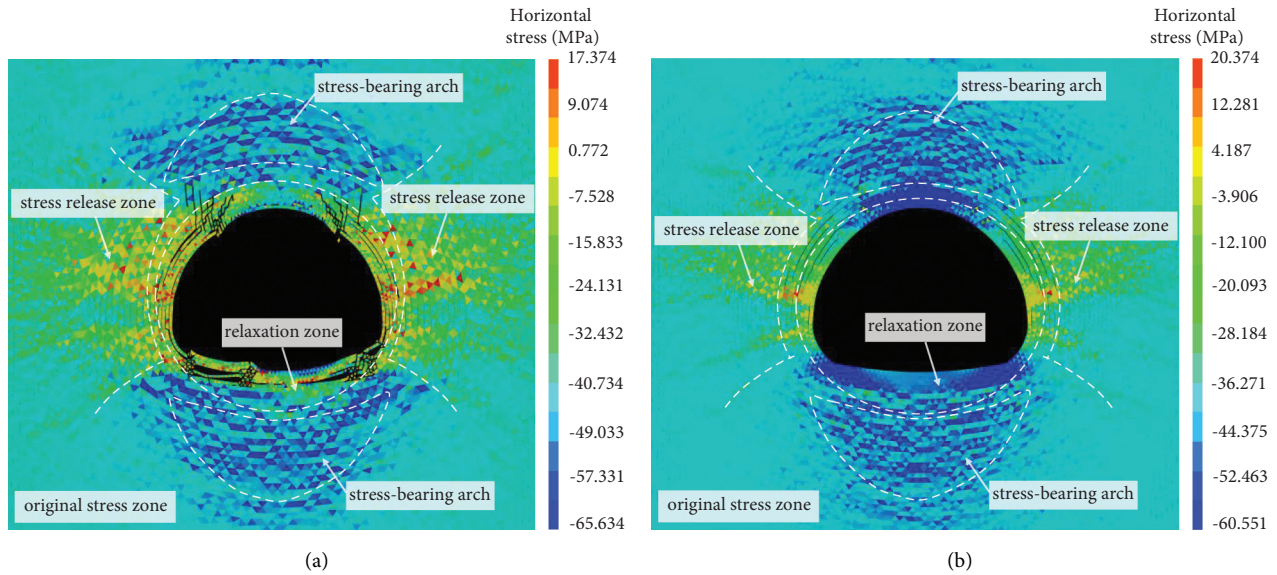 Horizontal
stress (MPa)
17.374
9.074
0.772
-7.528
-15.833
-24.131
-32.432
-40.734
-49.033
-57.331
-65.634
stress-bearing arch
stress release zone
stress release zone
relaxation zone
stress-bearing arch
original stress zone
(a)
Horizontal
stress (MPa)
20.374
12.281
4.187
-3.906
-12.100
-20.093
-28.184
-36.271
-44.375
-52.463
-60.551
stress-bearing arch
stress release zone
stress release zone
relaxation zone
stress-bearing arch
original stress zone
(b)